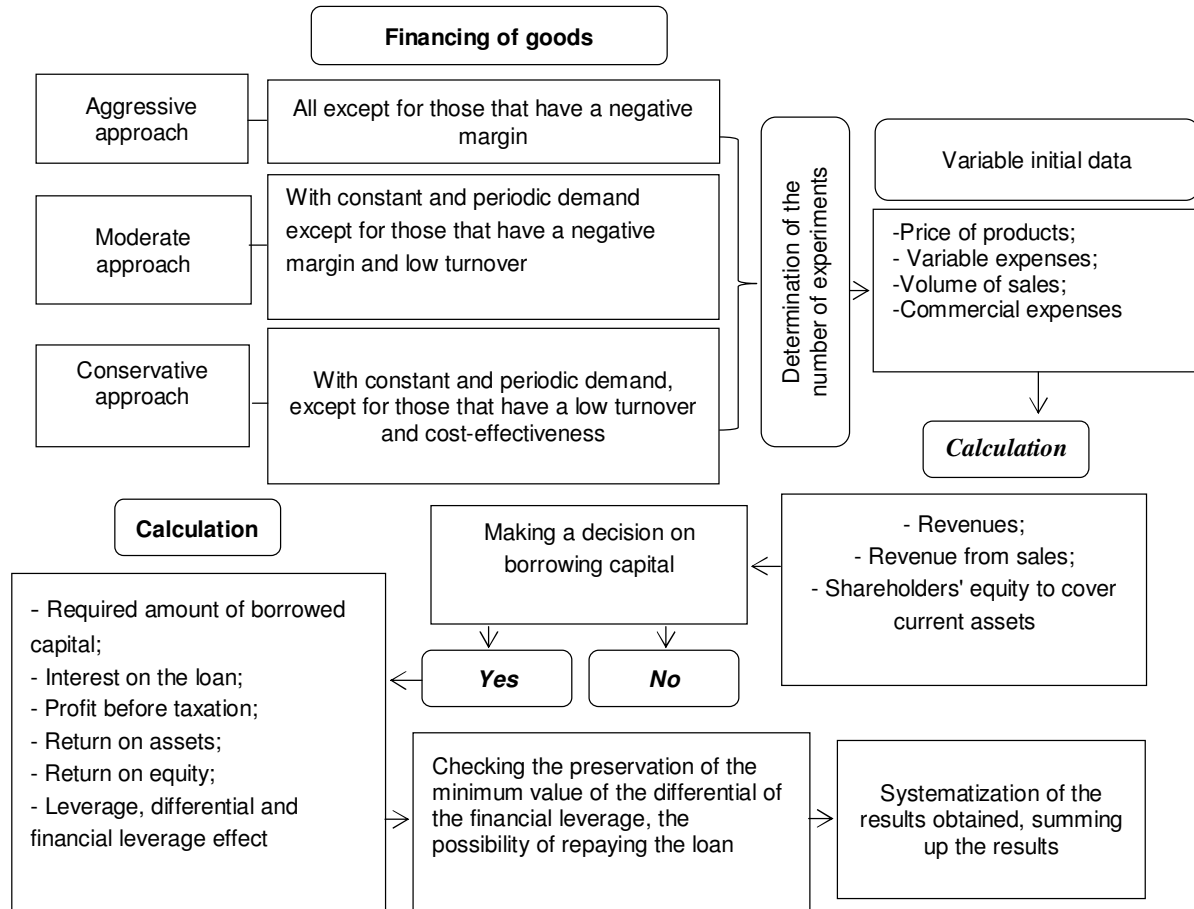 Financing of goods
Aggressive
approach
All except for those that have a negative
margin
Moderate
approach
With constant and periodic demand
except for those that have a negative
margin and low turnover
Conservative
approach
With constant and periodic demand,
except for those that have a low turnover
and cost-effectiveness
Determination of the
number of experiments
Variable initial data
-Price of products;
- Variable expenses;
-Volume of sales;
-Commercial expenses
Calculation
- Revenues;
- Revenue from sales;
- Shareholders' equity to cover
current assets
Making a decision on
borrowing capital
Yes
No
Calculation
- Required amount of borrowed
capital;
- Interest on the loan;
- Profit before taxation;
- Return on assets;
- Return on equity;
- Leverage, differential and
financial leverage effect
Checking the preservation of the
minimum value of the differential of
the financial leverage, the
possibility of repaying the loan
Systematization of the
results obtained, summing
up the results